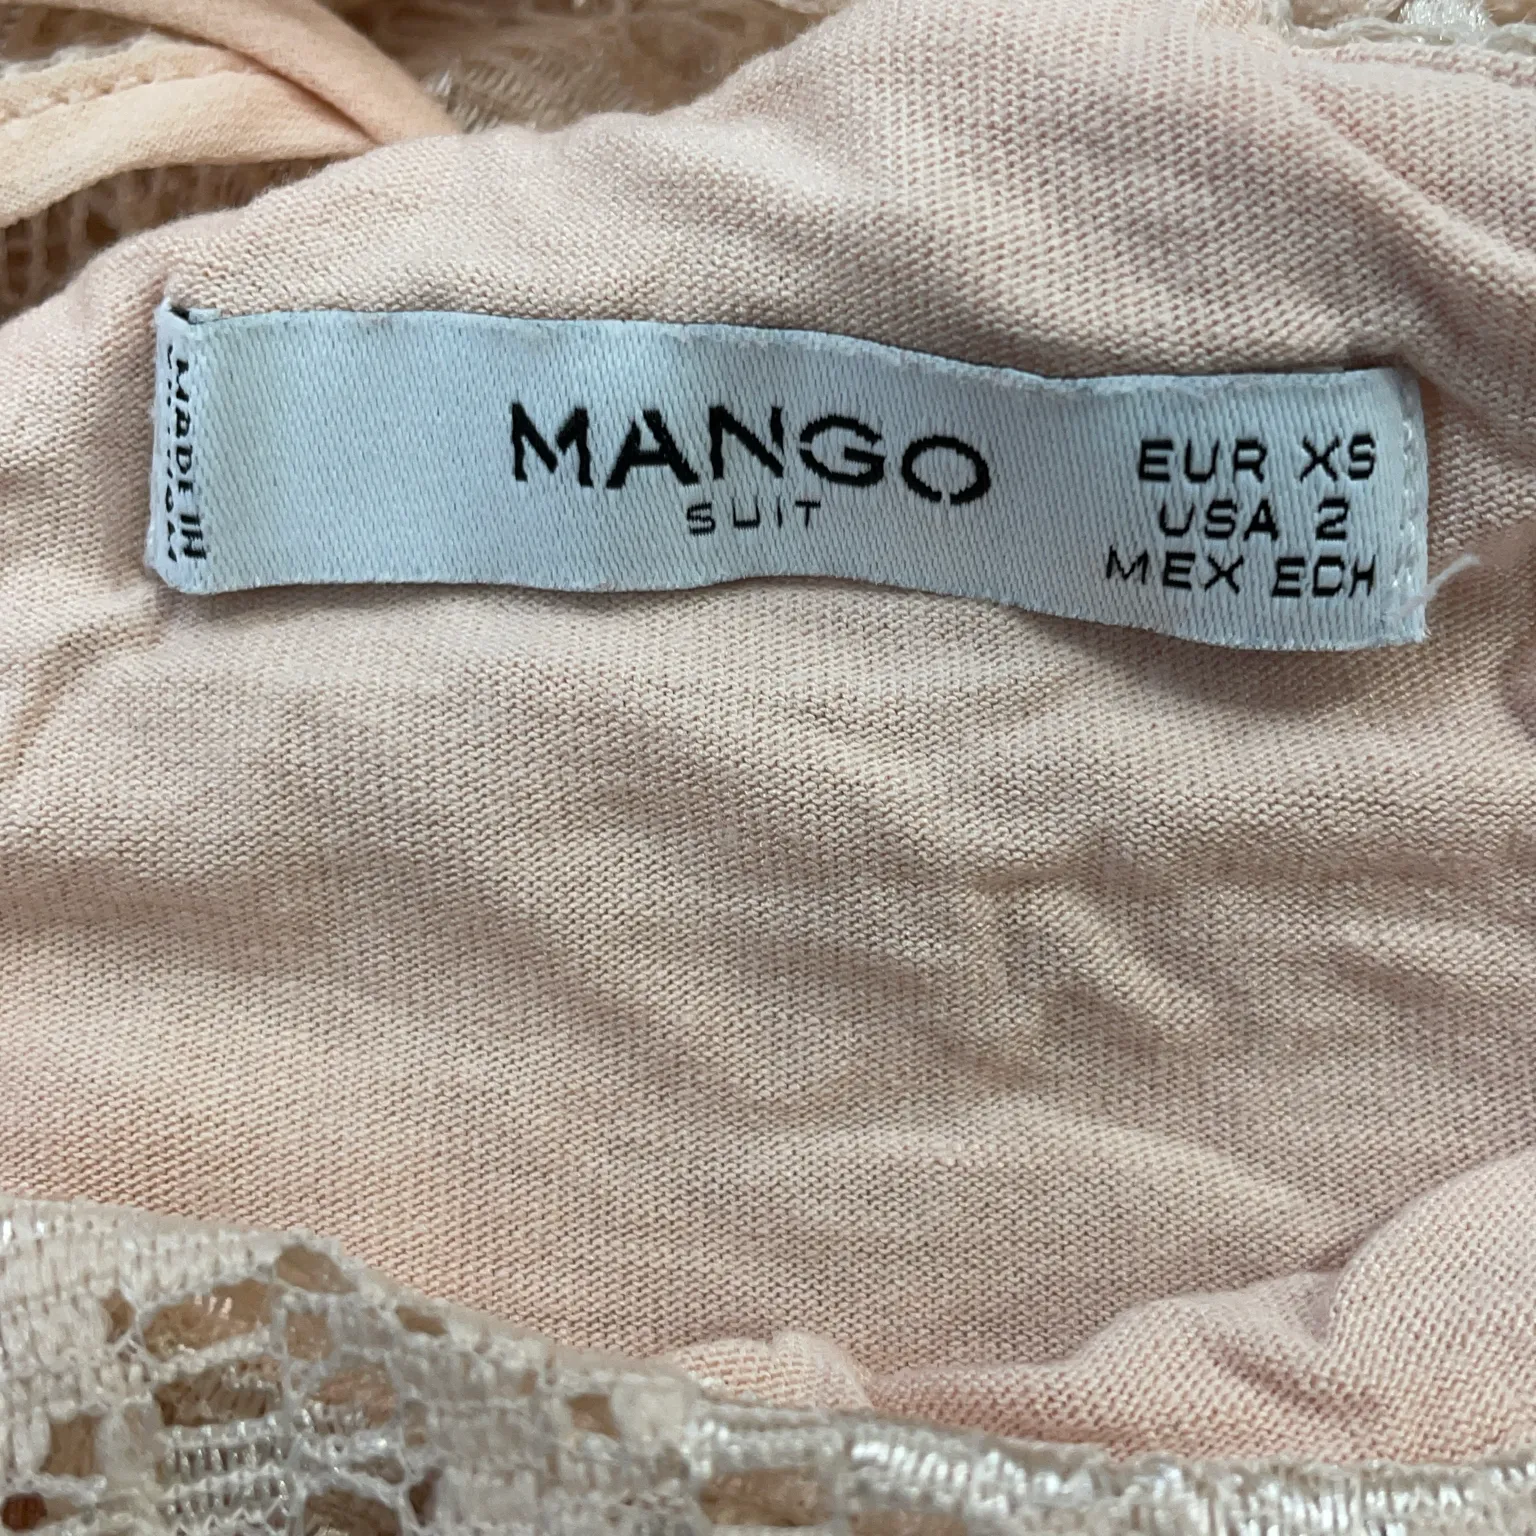 MADE IN
MANGO
SUIT
EUR XS
USA 2
MEX ECH